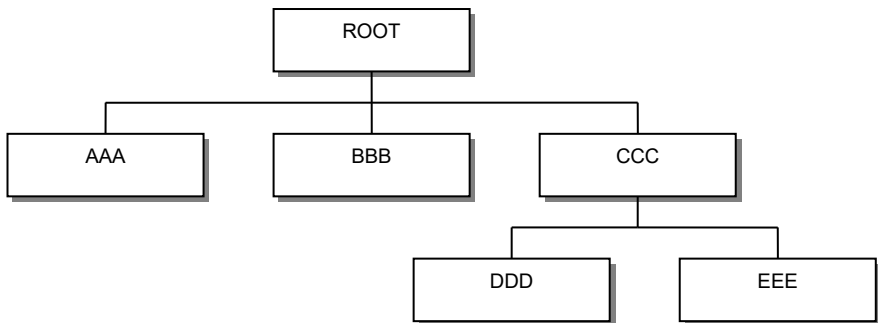 ROOT
AAA
BBB
CCC
DDD
EEE